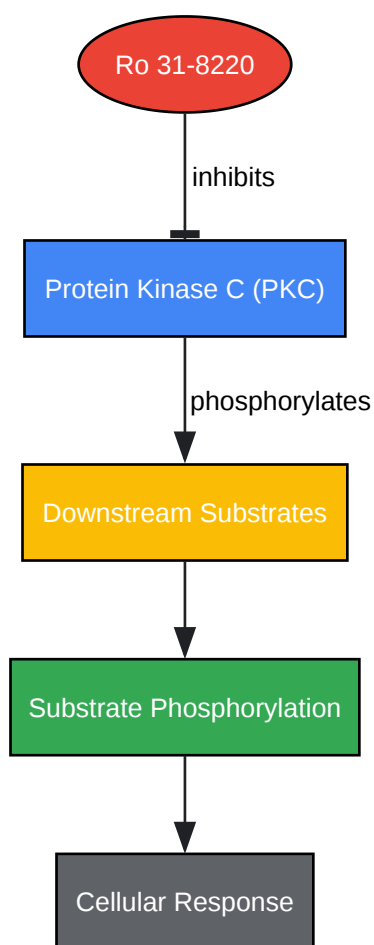 Ro 31-8220
inhibits
Protein Kinase C (PKC)
phosphorylates
Downstream Substrates
Substrate Phosphorylation
Cellular Response